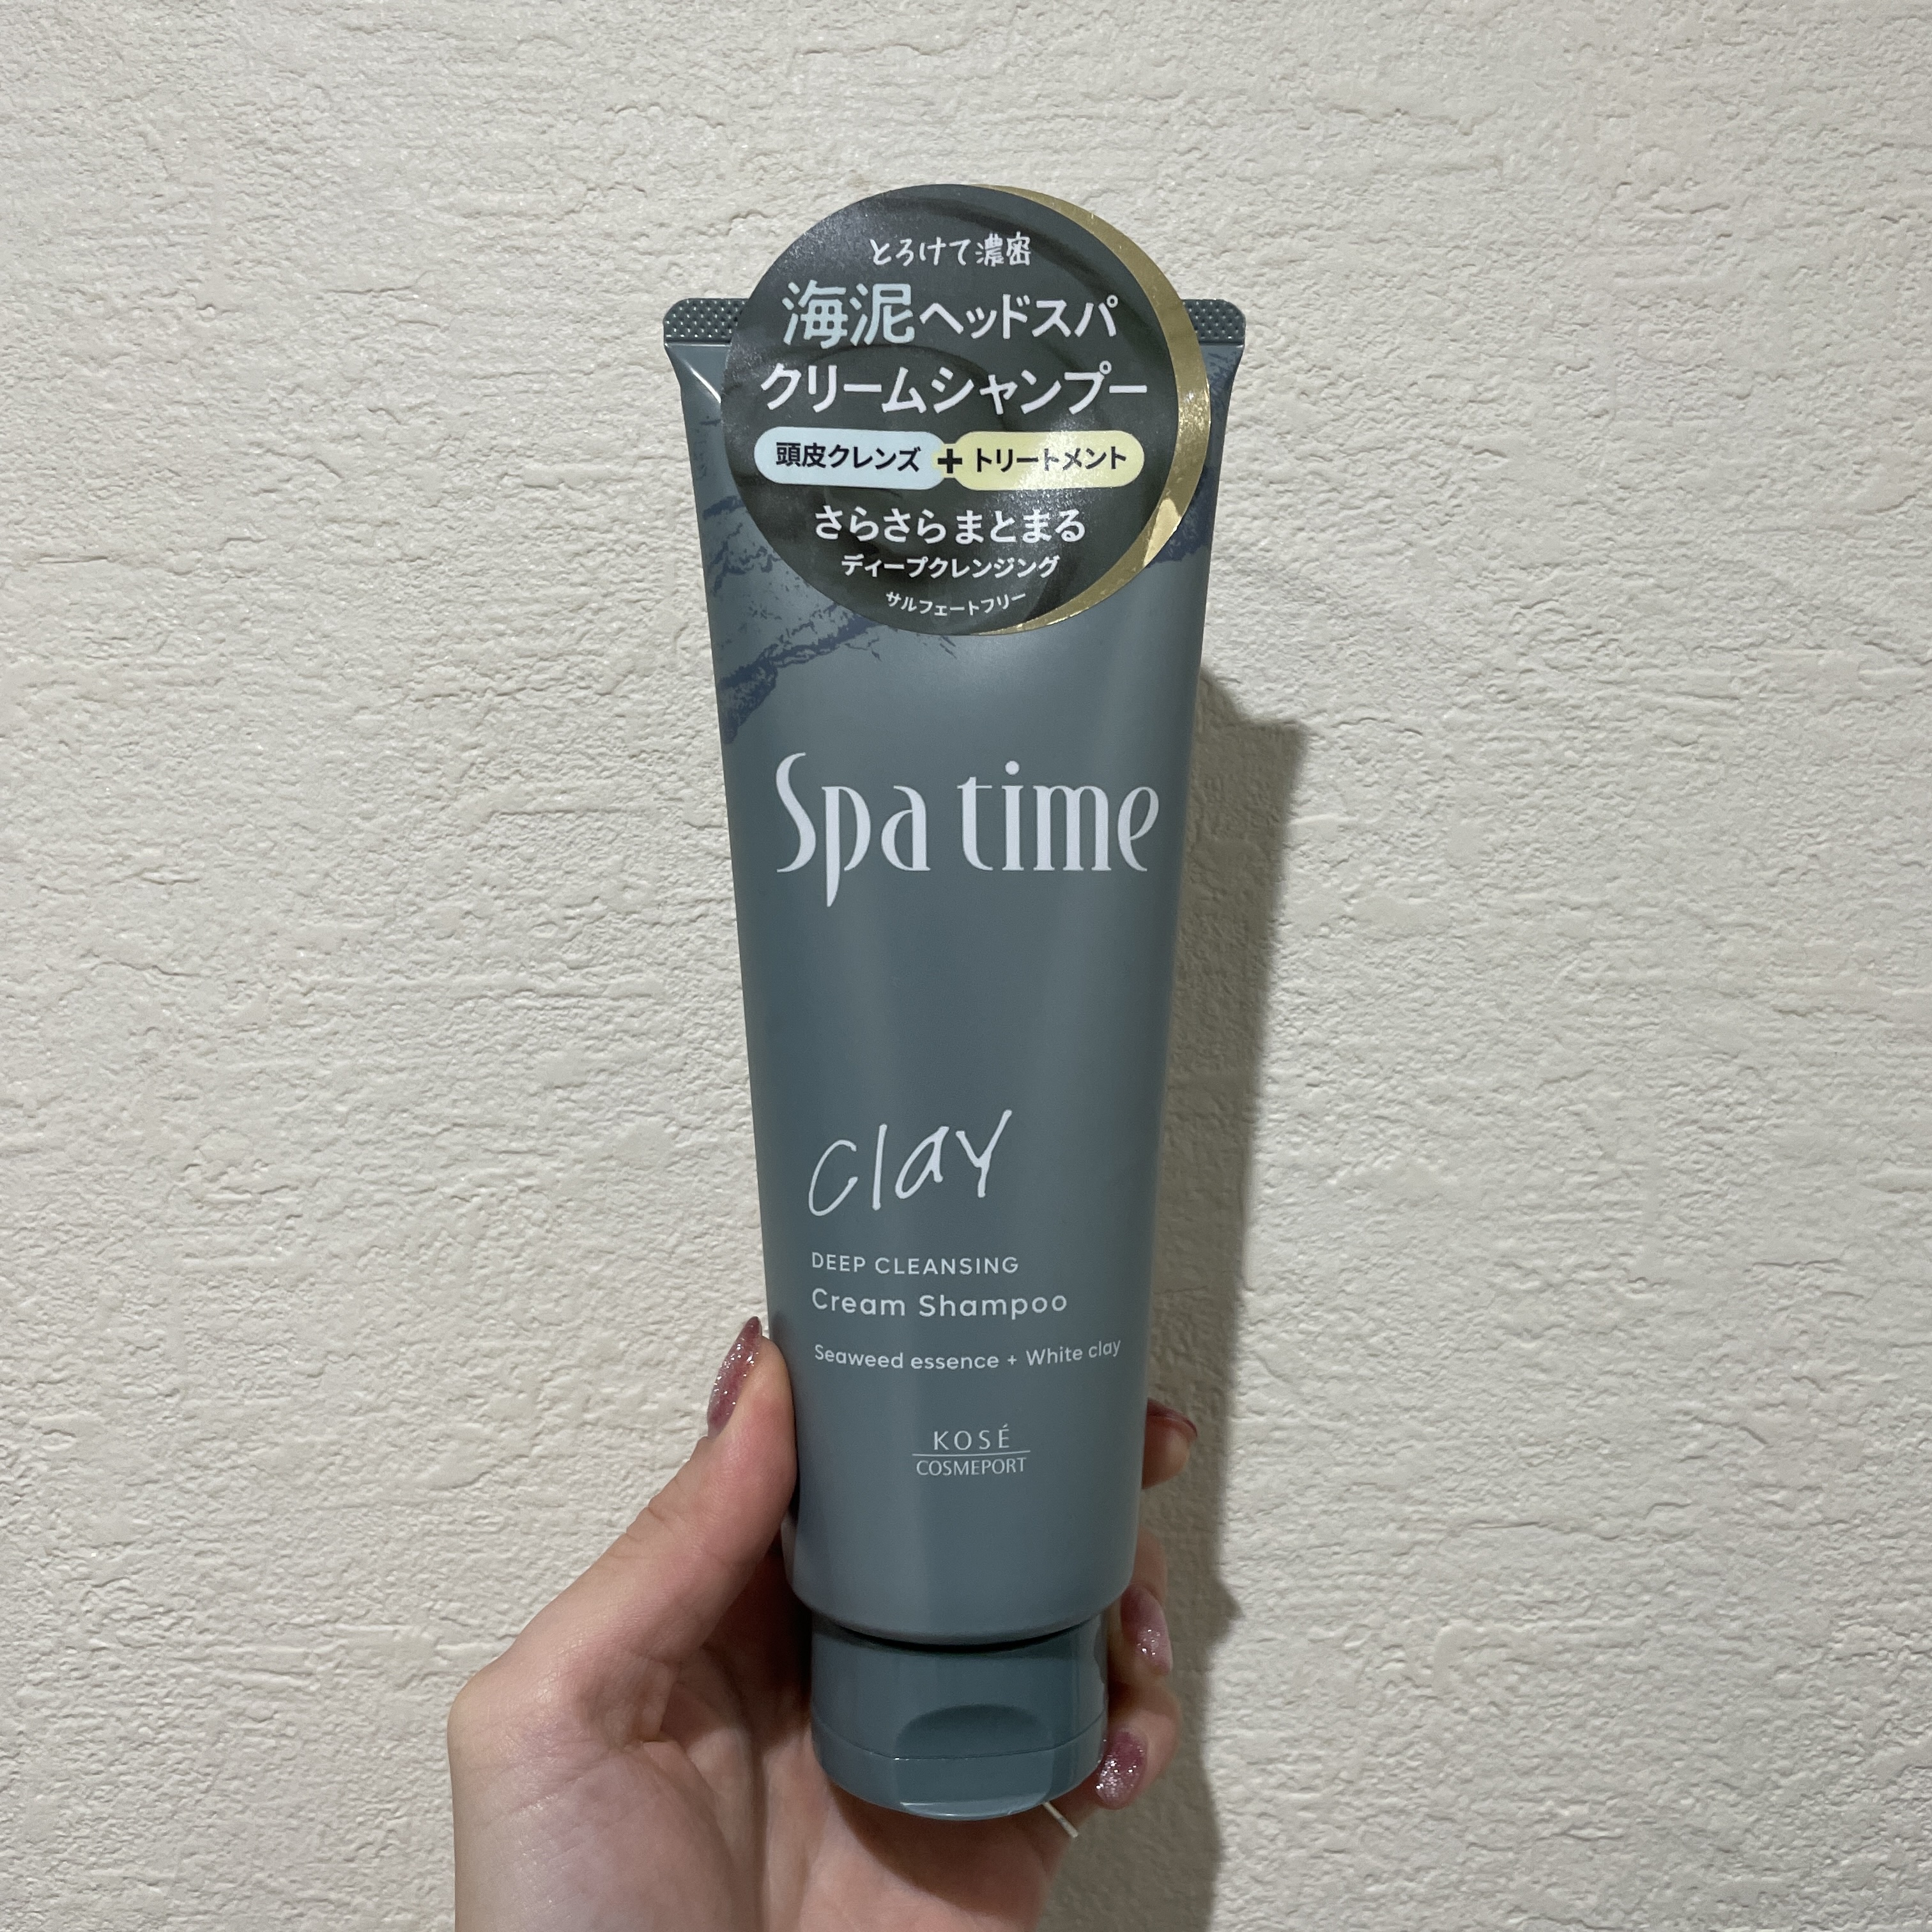 とろけて濃密
海泥ヘッドスパ
クリームシャンプー
頭皮クレンズ + トリートメント
さらさらまとまる
ディープクレンジング
サルフェートフリー
Spa time
clay
DEEP CLEANSING
Cream Shampoo
Seaweed essence + White clay
KOSÉ
COSMEPORT